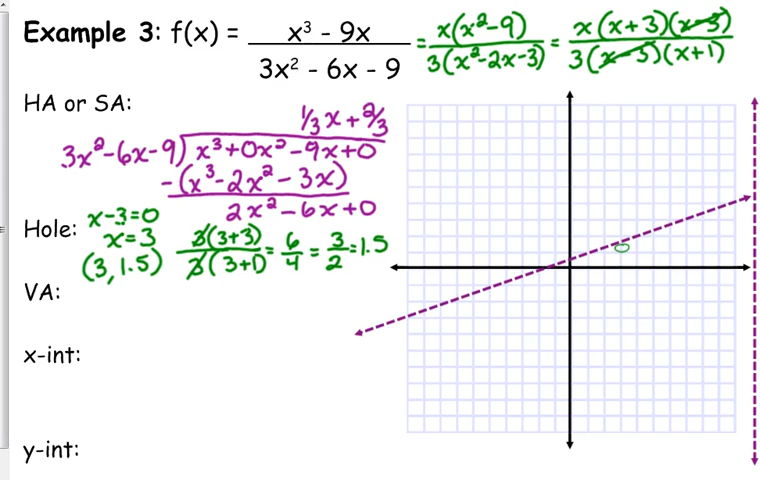 Example 3: f(x) = x³ - 9x / 3x² - 6x - 9 = x(x²-9) / 3(x²-2x-3) = x(x+3)(x-3) / 3(x-3)(x+1)
HA or SA:
1/3x + 2/3
3x²-6x-9) x³+0x²-9x+0
-(x³-2x²-3x)
2x²-6x+0
Hole: x-3=0
x=3
(3, 1.5)
3(3+3) / 3(3+1) = 6/4 = 3/2 = 1.5
VA:
x-int:
y-int: